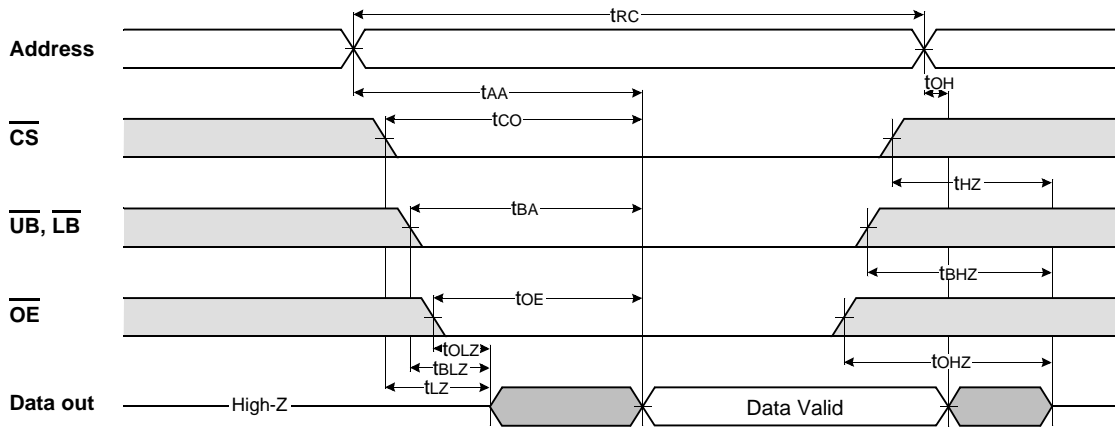 tRC
Address
tOH
tAA
CS
tCO
tHZ
UB, LB
tBA
tBHZ
OE
tOE
tOLZ
tBLZ
tOHZ
tLZ
Data out
High-Z
Data Valid